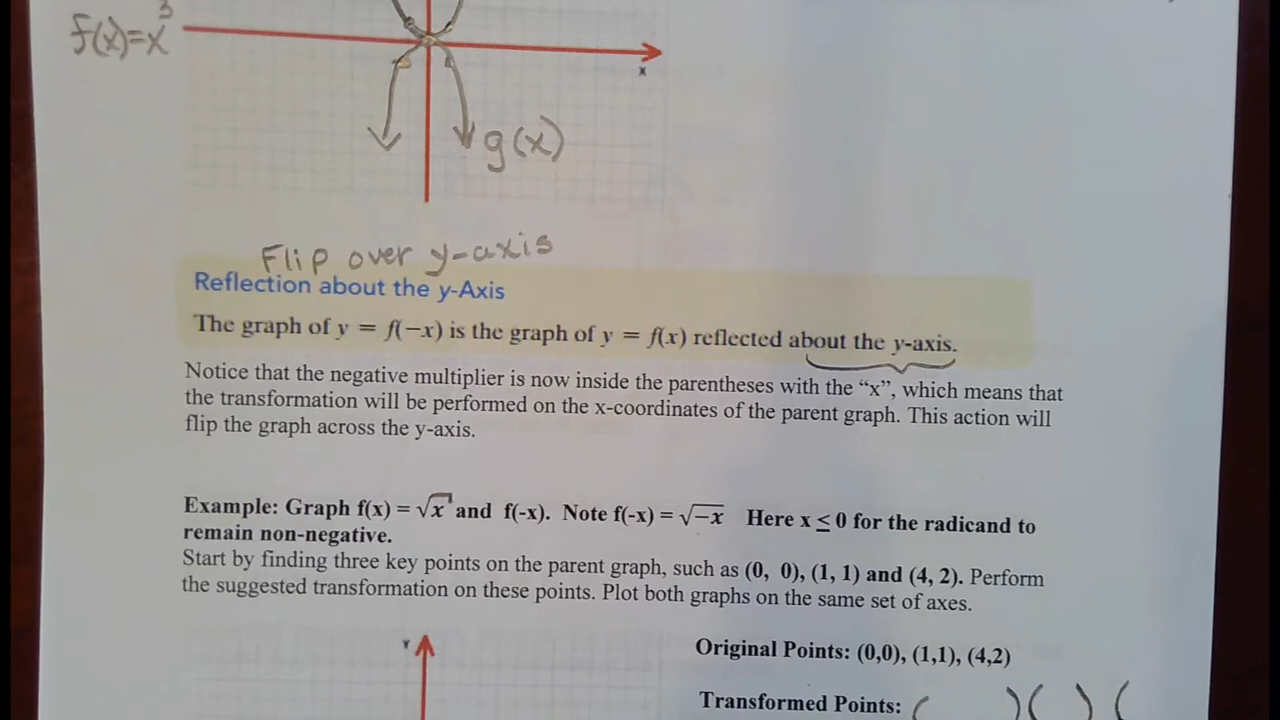 f(x)=x³
x
g(x)
Flip over y-axis
Reflection about the y-Axis
The graph of y = f(−x) is the graph of y = f(x) reflected about the y-axis.
Notice that the negative multiplier is now inside the parentheses with the “x”, which means that
the transformation will be performed on the x-coordinates of the parent graph. This action will
flip the graph across the y-axis.
Example: Graph f(x) = √x and f(-x). Note f(-x) = √−x Here x ≤ 0 for the radicand to
remain non-negative.
Start by finding three key points on the parent graph, such as (0, 0), (1, 1) and (4, 2). Perform
the suggested transformation on these points. Plot both graphs on the same set of axes.
Y
Original Points: (0,0), (1,1), (4,2)
Transformed Points: ( )( )(